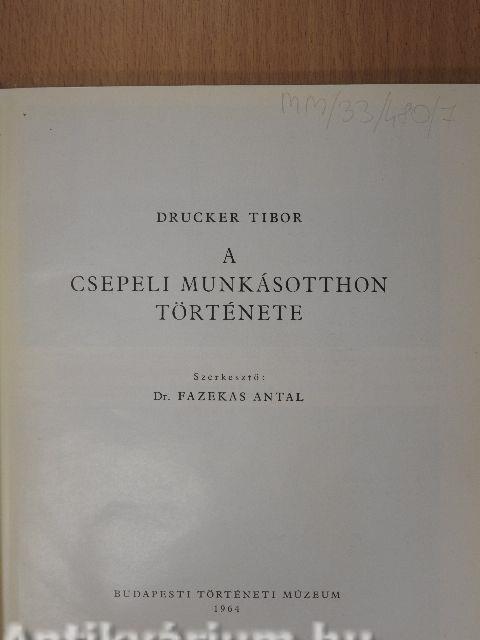 MM/33/480/7
DRUCKER TIBOR
A
CSEPELI MUNKÁSOTTHON
TÖRTÉNETE
Szerkesztő:
Dr. FAZEKAS ANTAL
BUDAPESTI TÖRTÉNETI MÚZEUM
1964
Antikvárium.hu